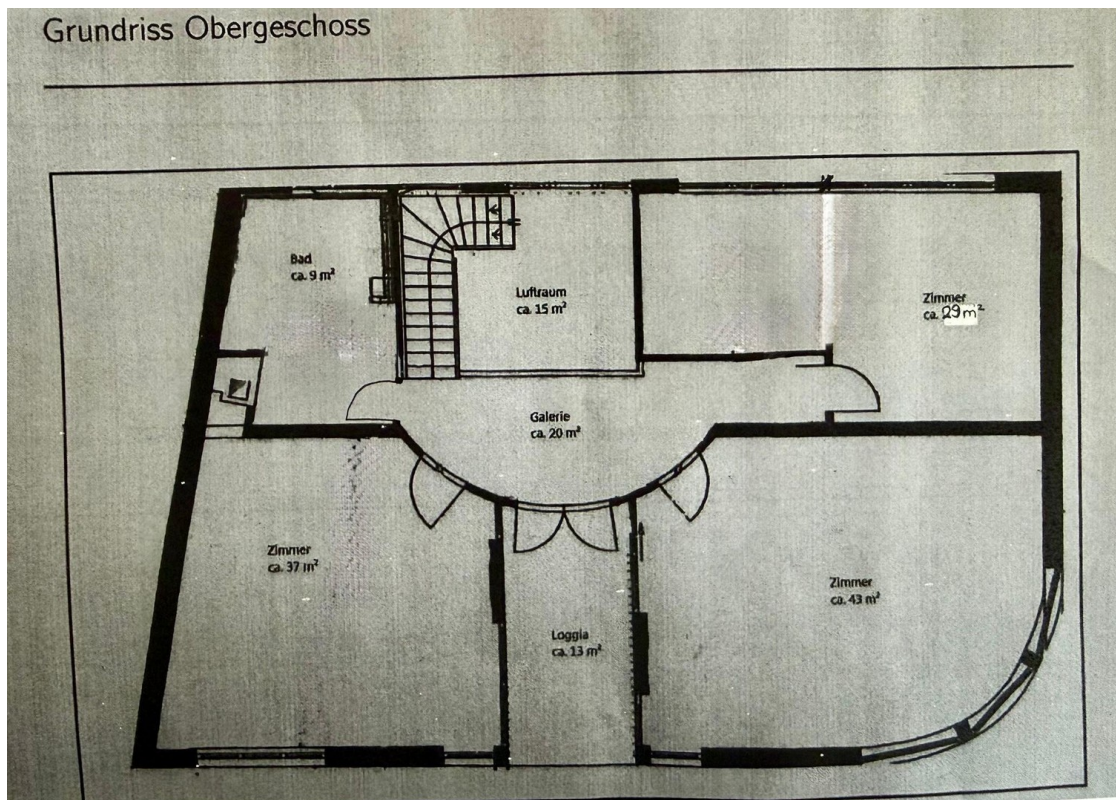 Grundriss Obergeschoss
Bad
ca. 9 m²
Luftraum
ca. 15 m²
Zimmer
ca. 29 m²
Galerie
ca. 20 m²
Zimmer
ca. 37 m²
Zimmer
ca. 43 m²
Loggia
ca. 13 m²